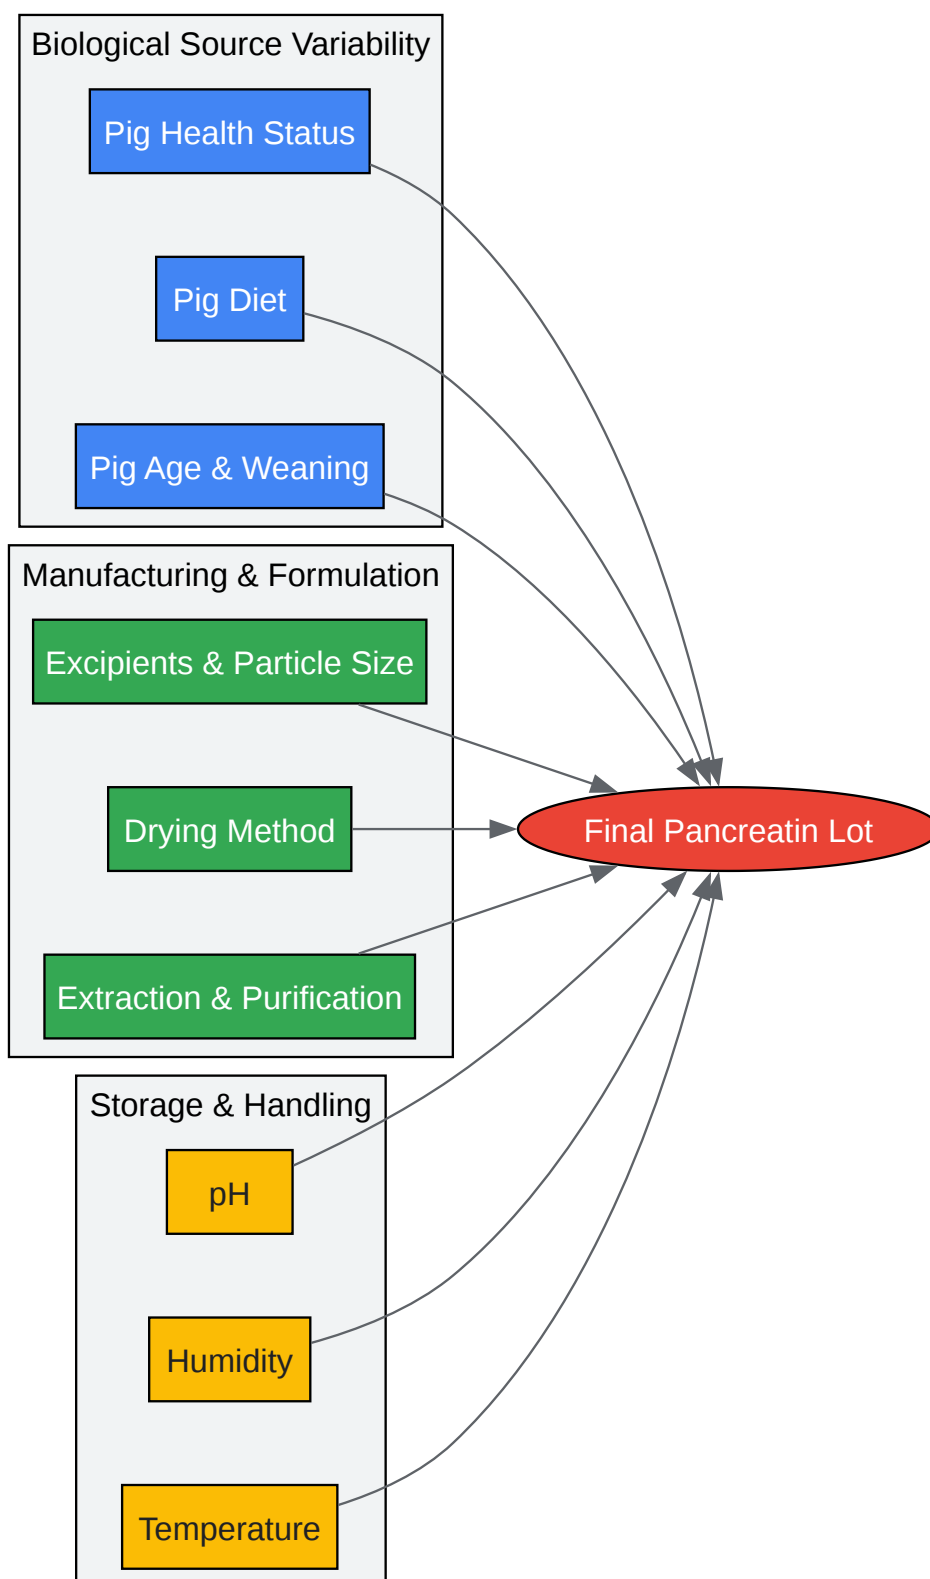 Biological Source Variability
Pig Health Status
Pig Diet
Pig Age & Weaning
Manufacturing & Formulation
Excipients & Particle Size
Drying Method
Extraction & Purification
Final Pancreatin Lot
Storage & Handling
pH
Humidity
Temperature